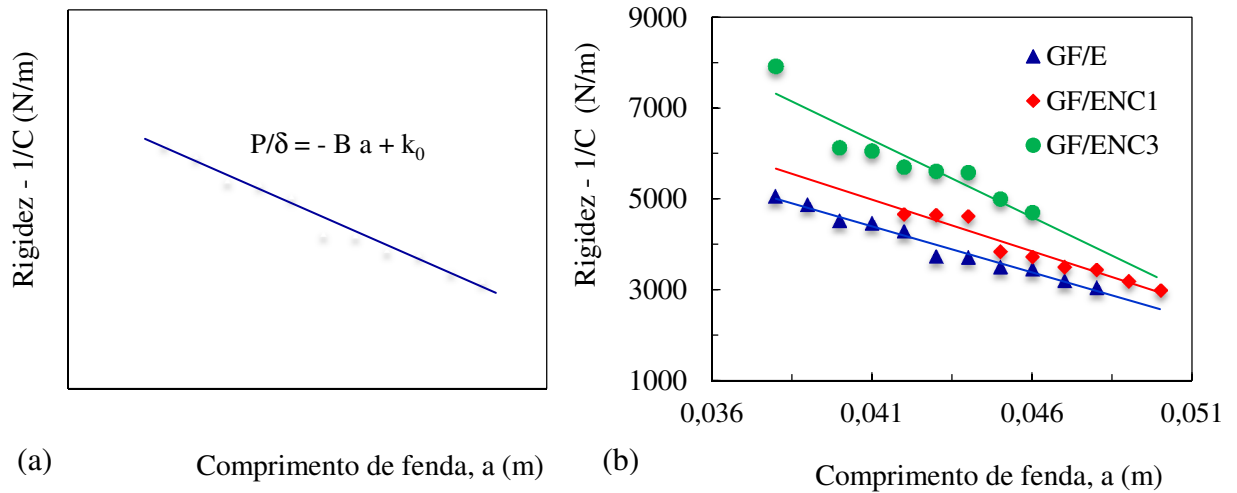 Rigidez - 1/C (N/m)
P/δ = - B a + k₀
(a)
Comprimento de fenda, a (m)
Rigidez - 1/C (N/m)
9000
7000
5000
3000
1000
GF/E
GF/ENC1
GF/ENC3
0,036
0,041
0,046
0,051
(b)
Comprimento de fenda, a (m)